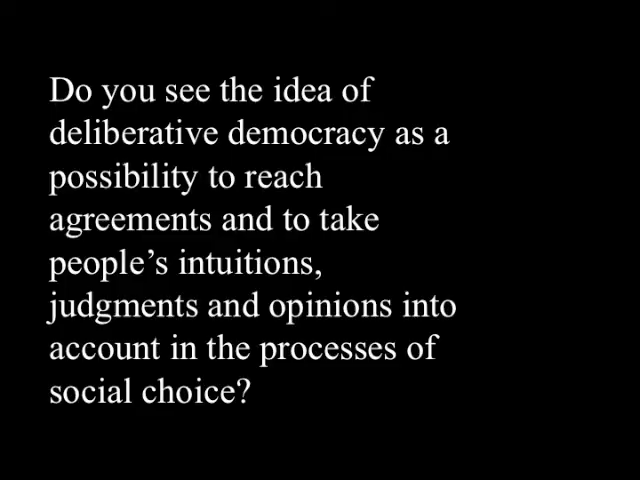 Do you see the idea of
deliberative democracy as a
possibility to reach
agreements and to take
people’s intuitions,
judgments and opinions into
account in the processes of
social choice?